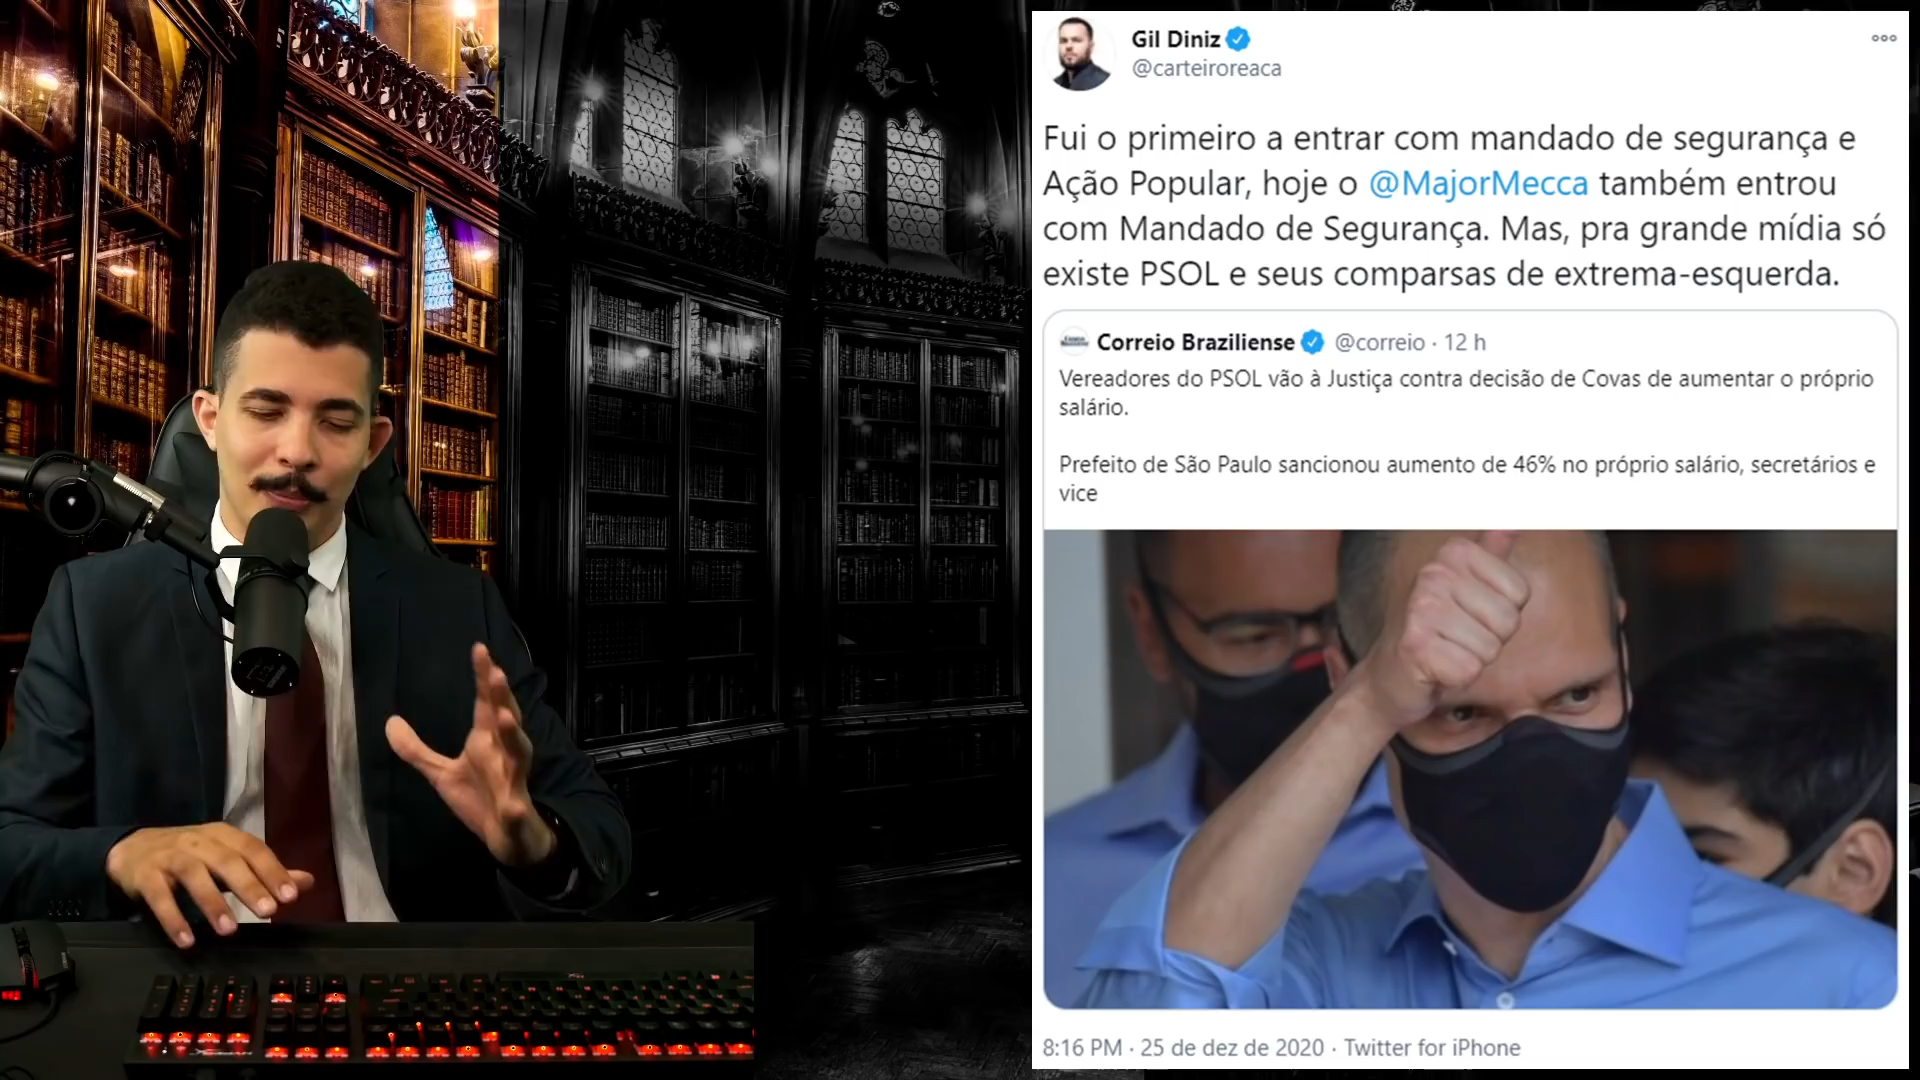 Gil Diniz
@carteiroreaca
Fui o primeiro a entrar com mandado de segurança e
Ação Popular, hoje o @MajorMecca também entrou
com Mandado de Segurança. Mas, pra grande mídia só
existe PSOL e seus comparsas de extrema-esquerda.
Correio Braziliense @correio · 12 h
Vereadores do PSOL vão à Justiça contra decisão de Covas de aumentar o próprio
salário.
Prefeito de São Paulo sancionou aumento de 46% no próprio salário, secretários e
vice
8:16 PM · 25 de dez de 2020 · Twitter for iPhone